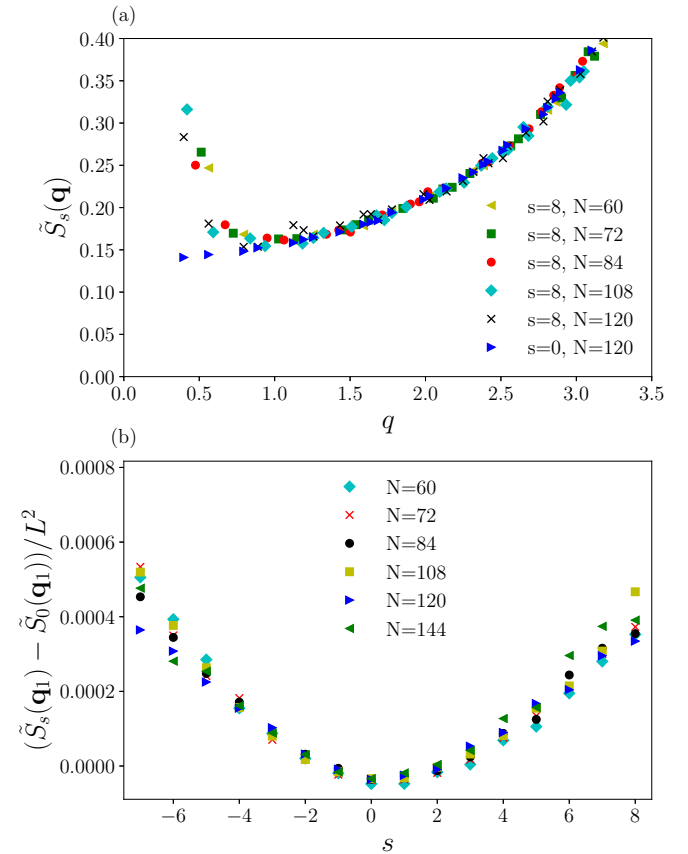 (a)
0.40
0.35
0.30
0.25
0.20
0.15
0.10
0.05
0.00
S̃ₛ(𝐪)
s=8, N=60
s=8, N=72
s=8, N=84
s=8, N=108
s=8, N=120
s=0, N=120
0.0 0.5 1.0 1.5 2.0 2.5 3.0 3.5
q
(b)
0.0008
0.0006
0.0004
0.0002
0.0000
(S̃ₛ(𝐪₁) − S̃₀(𝐪₁))/L²
N=60
N=72
N=84
N=108
N=120
N=144
−6 −4 −2 0 2 4 6 8
s